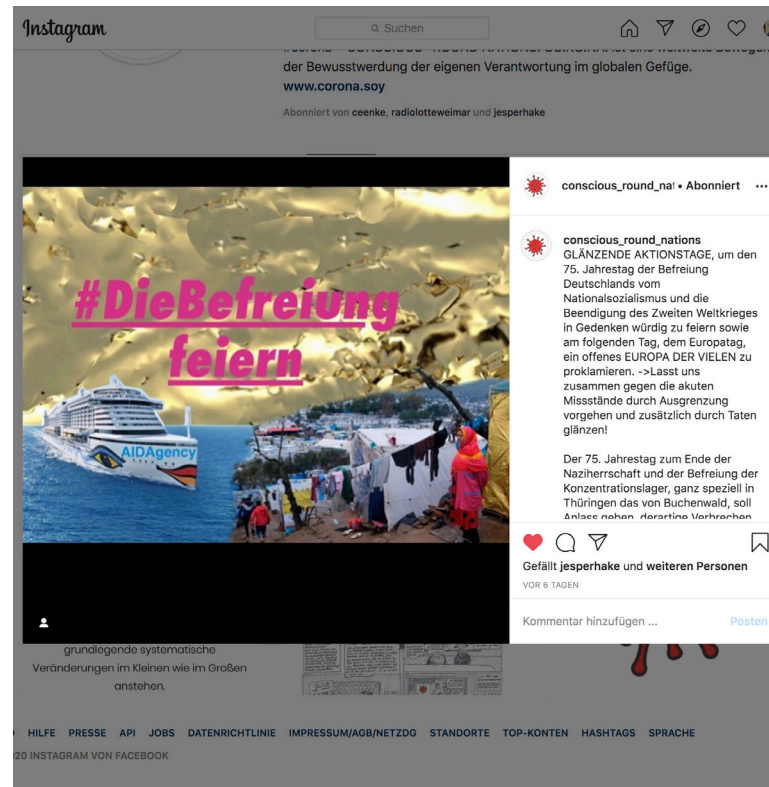 Instagram
Suchen
der Bewusstwerdung der eigenen Verantwortung im globalen Gefüge.
www.corona.soy
Abonniert von ceenke, radiolotteweimar und jesperhake
#DieBefreiung
feiern
AIDAgency
conscious_round_nat • Abonniert ...
conscious_round_nations
GLÄNZENDE AKTIONSTAGE, um den
75. Jahrestag der Befreiung
Deutschlands vom
Nationalsozialismus und die
Beendigung des Zweiten Weltkrieges
in Gedenken würdig zu feiern sowie
am folgenden Tag, dem Europatag,
ein offenes EUROPA DER VIELEN zu
proklamieren. ->Lasst uns
zusammen gegen die akuten
Missstände durch Ausgrenzung
vorgehen und zusätzlich durch Taten
glänzen!
Der 75. Jahrestag zum Ende der
Naziherrschaft und der Befreiung der
Konzentrationslager, ganz speziell in
Thüringen das von Buchenwald, soll
Anlass geben, derartige Verbrechen
Gefällt jesperhake und weiteren Personen
VOR 6 TAGEN
Kommentar hinzufügen ...
Posten
grundlegende systematische
Veränderungen im Kleinen wie im Großen
anstehen.
HILFE PRESSE API JOBS DATENRICHTLINIE IMPRESSUM/AGB/NETZDG STANDORTE TOP-KONTEN HASHTAGS SPRACHE
20 INSTAGRAM VON FACEBOOK